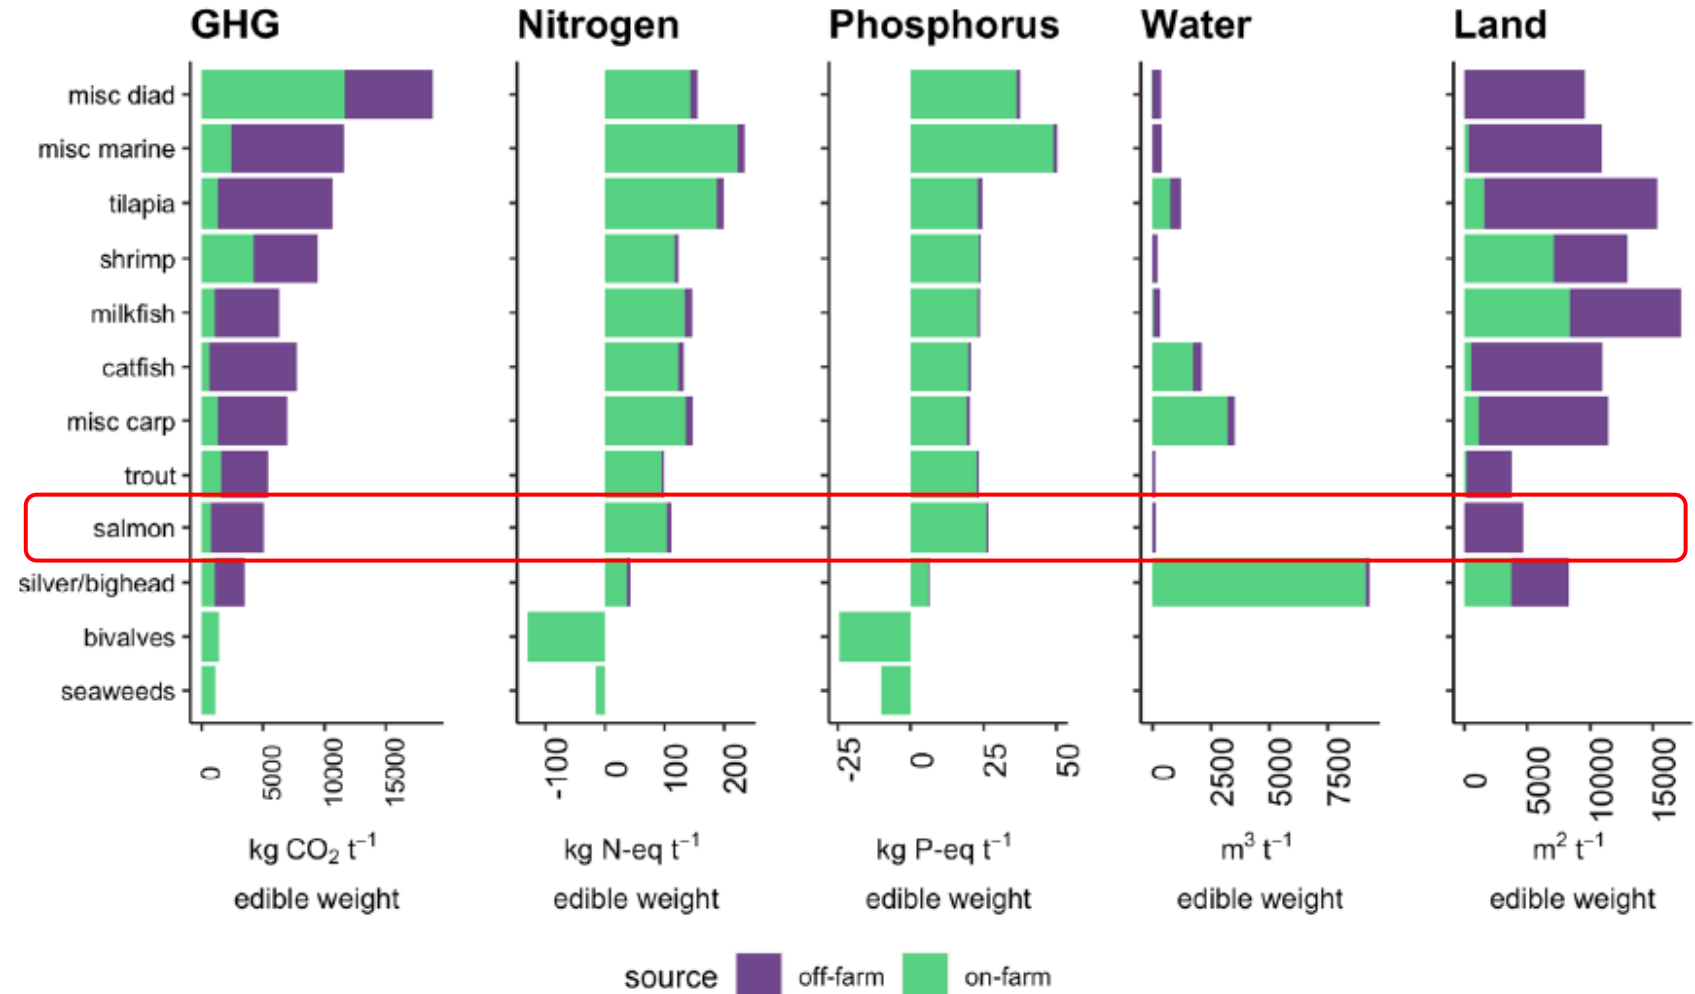 GHG Nitrogen Phosphorus Water Land
misc diad
misc marine
tilapia
shrimp
milkfish
catfish
misc carp
trout
salmon
silver/bighead
bivalves
seaweeds
0 5000 10000 15000 -100 0 100 200 -25 0 25 50 0 2500 5000 7500 0 5000 10000 15000
kg CO₂ t⁻¹ kg N-eq t⁻¹ kg P-eq t⁻¹ m³ t⁻¹ m² t⁻¹
edible weight edible weight edible weight edible weight edible weight
source off-farm on-farm